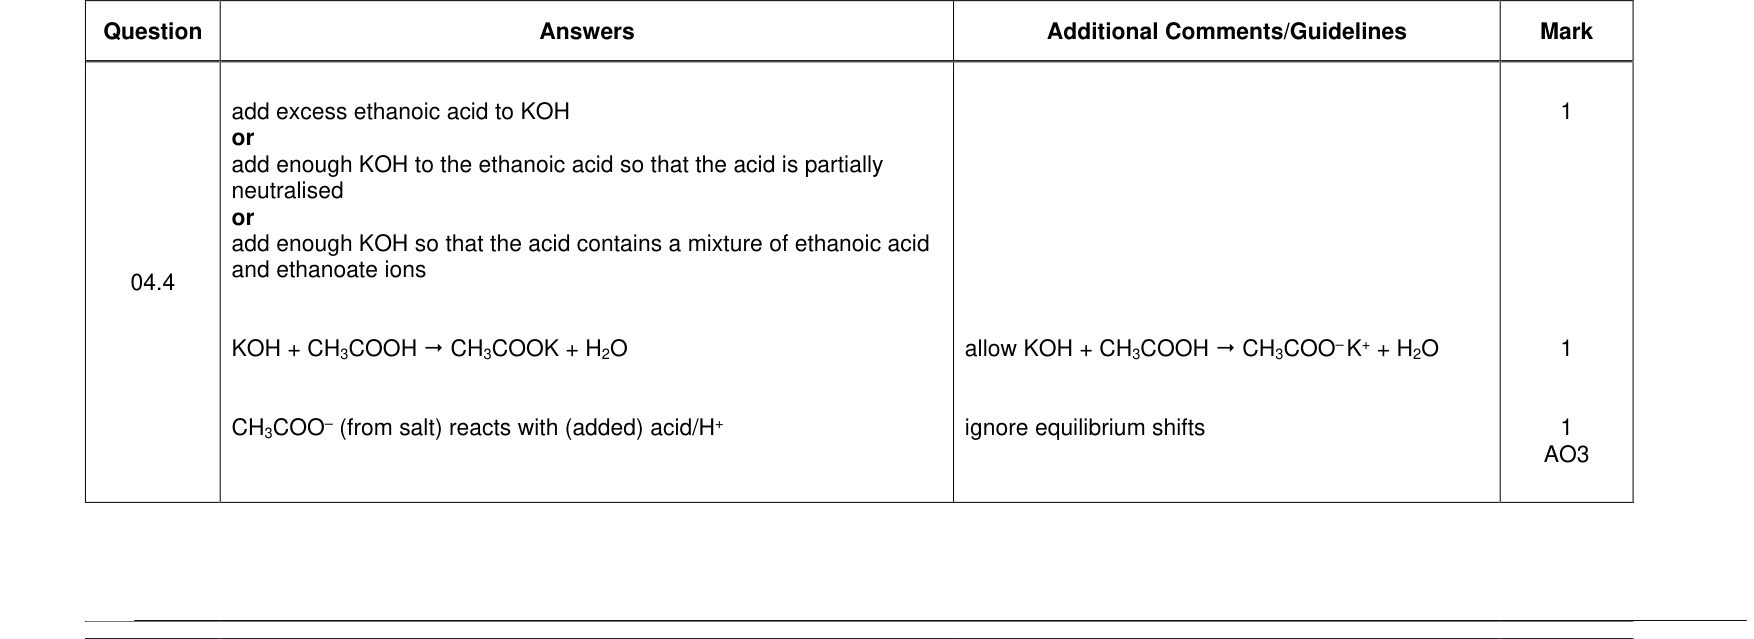 Question Answers Additional Comments/Guidelines Mark
add excess ethanoic acid to KOH 1
or
add enough KOH to the ethanoic acid so that the acid is partially
neutralised
or
add enough KOH so that the acid contains a mixture of ethanoic acid
and ethanoate ions
04.4
KOH + CH₃COOH → CH₃COOK + H₂O allow KOH + CH₃COOH → CH₃COO⁻K⁺ + H₂O 1
CH₃COO⁻ (from salt) reacts with (added) acid/H⁺ ignore equilibrium shifts 1
AO3